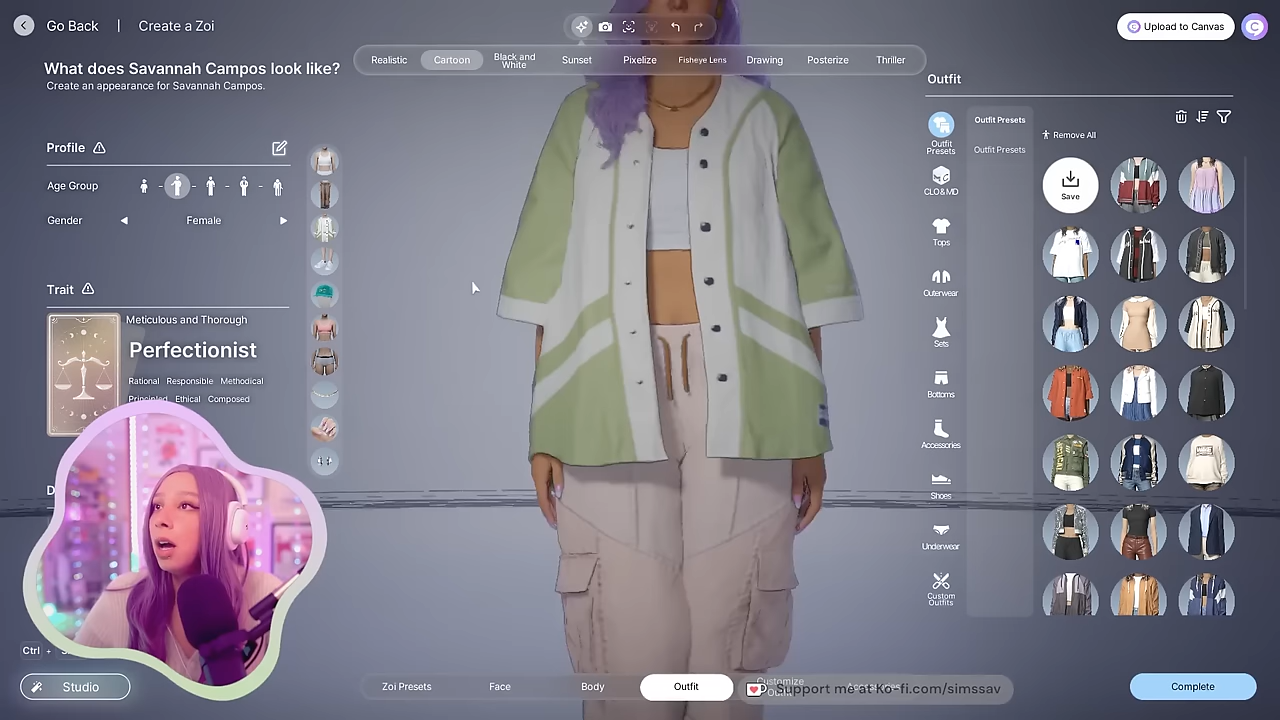 Go Back | Create a Zoi
Upload to Canvas
Realistic
Cartoon
Black and
White
Sunset
Pixelize
Fisheye Lens
Drawing
Posterize
Thriller
What does Savannah Campos look like?
Create an appearance for Savannah Campos.
Profile
Age Group
Gender
Female
Trait
Meticulous and Thorough
Perfectionist
Rational Responsible Methodical
Principled Ethical Composed
Outfit
Outfit
Presets
CLO&MD
Tops
Outerwear
Sets
Bottoms
Accessories
Shoes
Underwear
Custom
Outfits
Outfit Presets
Outfit Presets
Remove All
Save
Ctrl +
Studio
Zoi Presets
Face
Body
Outfit
Customize
Support me at ko-fi.com/simssav
Complete